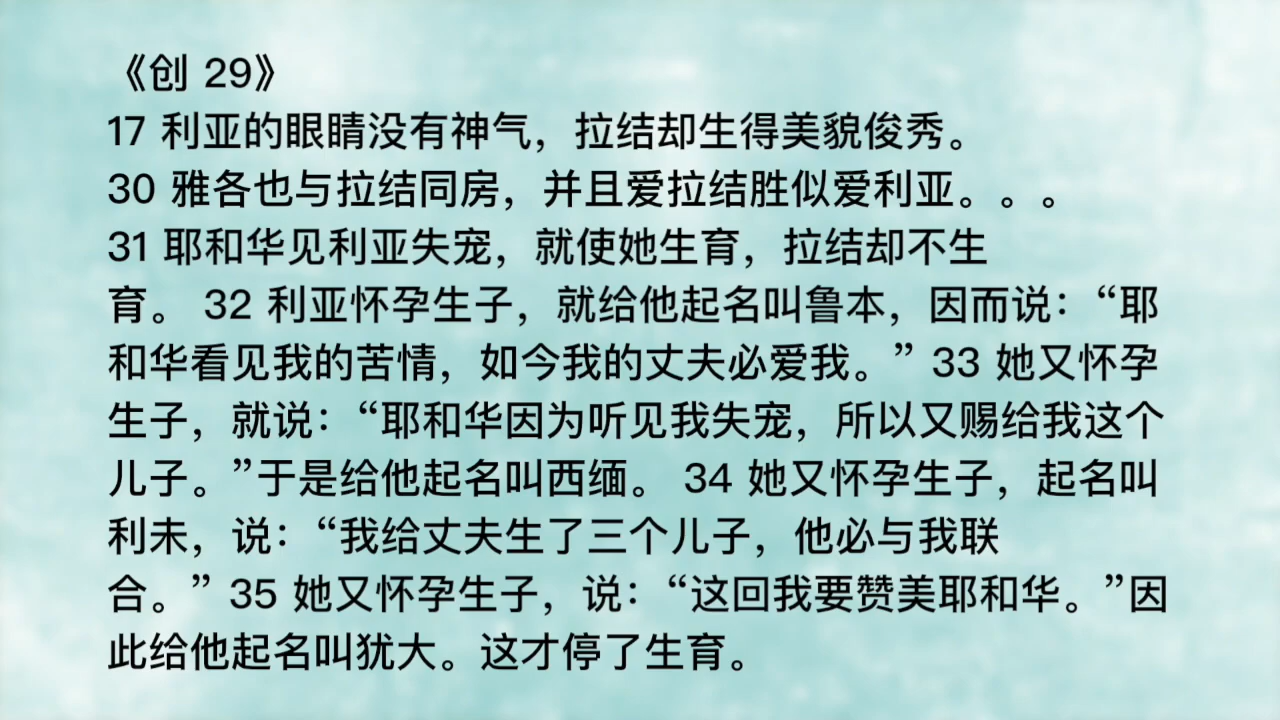 《创 29》
17 利亚的眼睛没有神气，拉结却生得美貌俊秀。
30 雅各也与拉结同房，并且爱拉结胜似爱利亚。。。
31 耶和华见利亚失宠，就使她生育，拉结却不生
育。 32 利亚怀孕生子，就给他起名叫鲁本，因而说：“耶
和华看见我的苦情，如今我的丈夫必爱我。” 33 她又怀孕
生子，就说：“耶和华因为听见我失宠，所以又赐给我这个
儿子。”于是给他起名叫西缅。 34 她又怀孕生子，起名叫
利未，说：“我给丈夫生了三个儿子，他必与我联
合。” 35 她又怀孕生子，说：“这回我要赞美耶和华。”因
此给他起名叫犹大。这才停了生育。